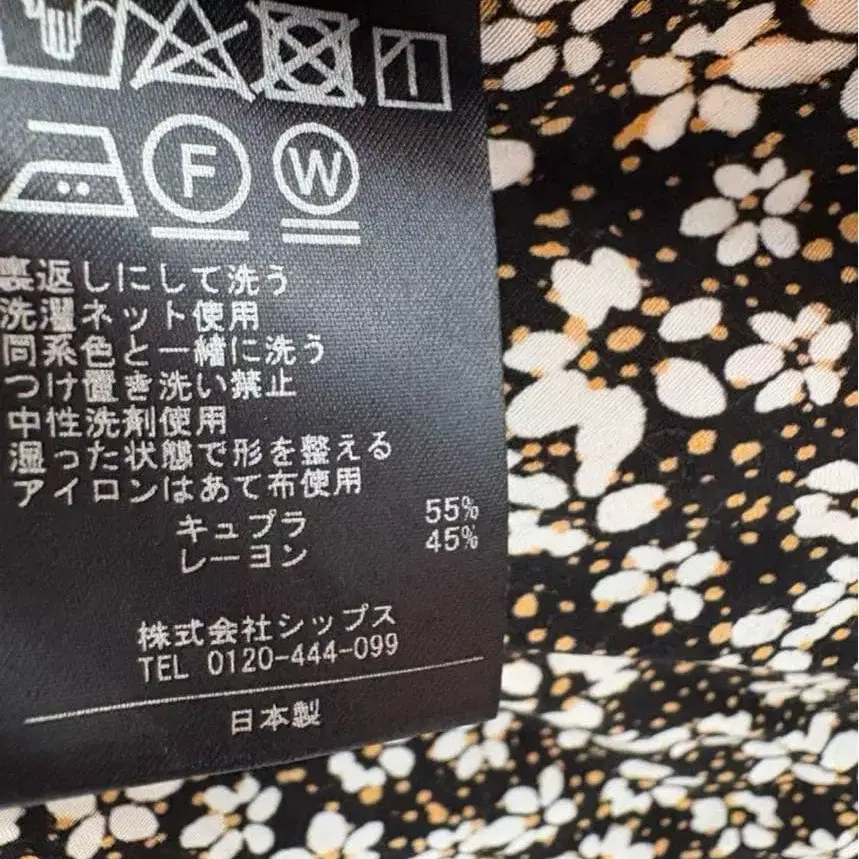 F W
裏返しにして洗う
洗濯ネット使用
同系色と一緒に洗う
つけ置き洗い禁止
中性洗剤使用
湿った状態で形を整える
アイロンはあて布使用
キュプラ 55%
レーヨン 45%
株式会社シップス
TEL 0120-444-099
日本製